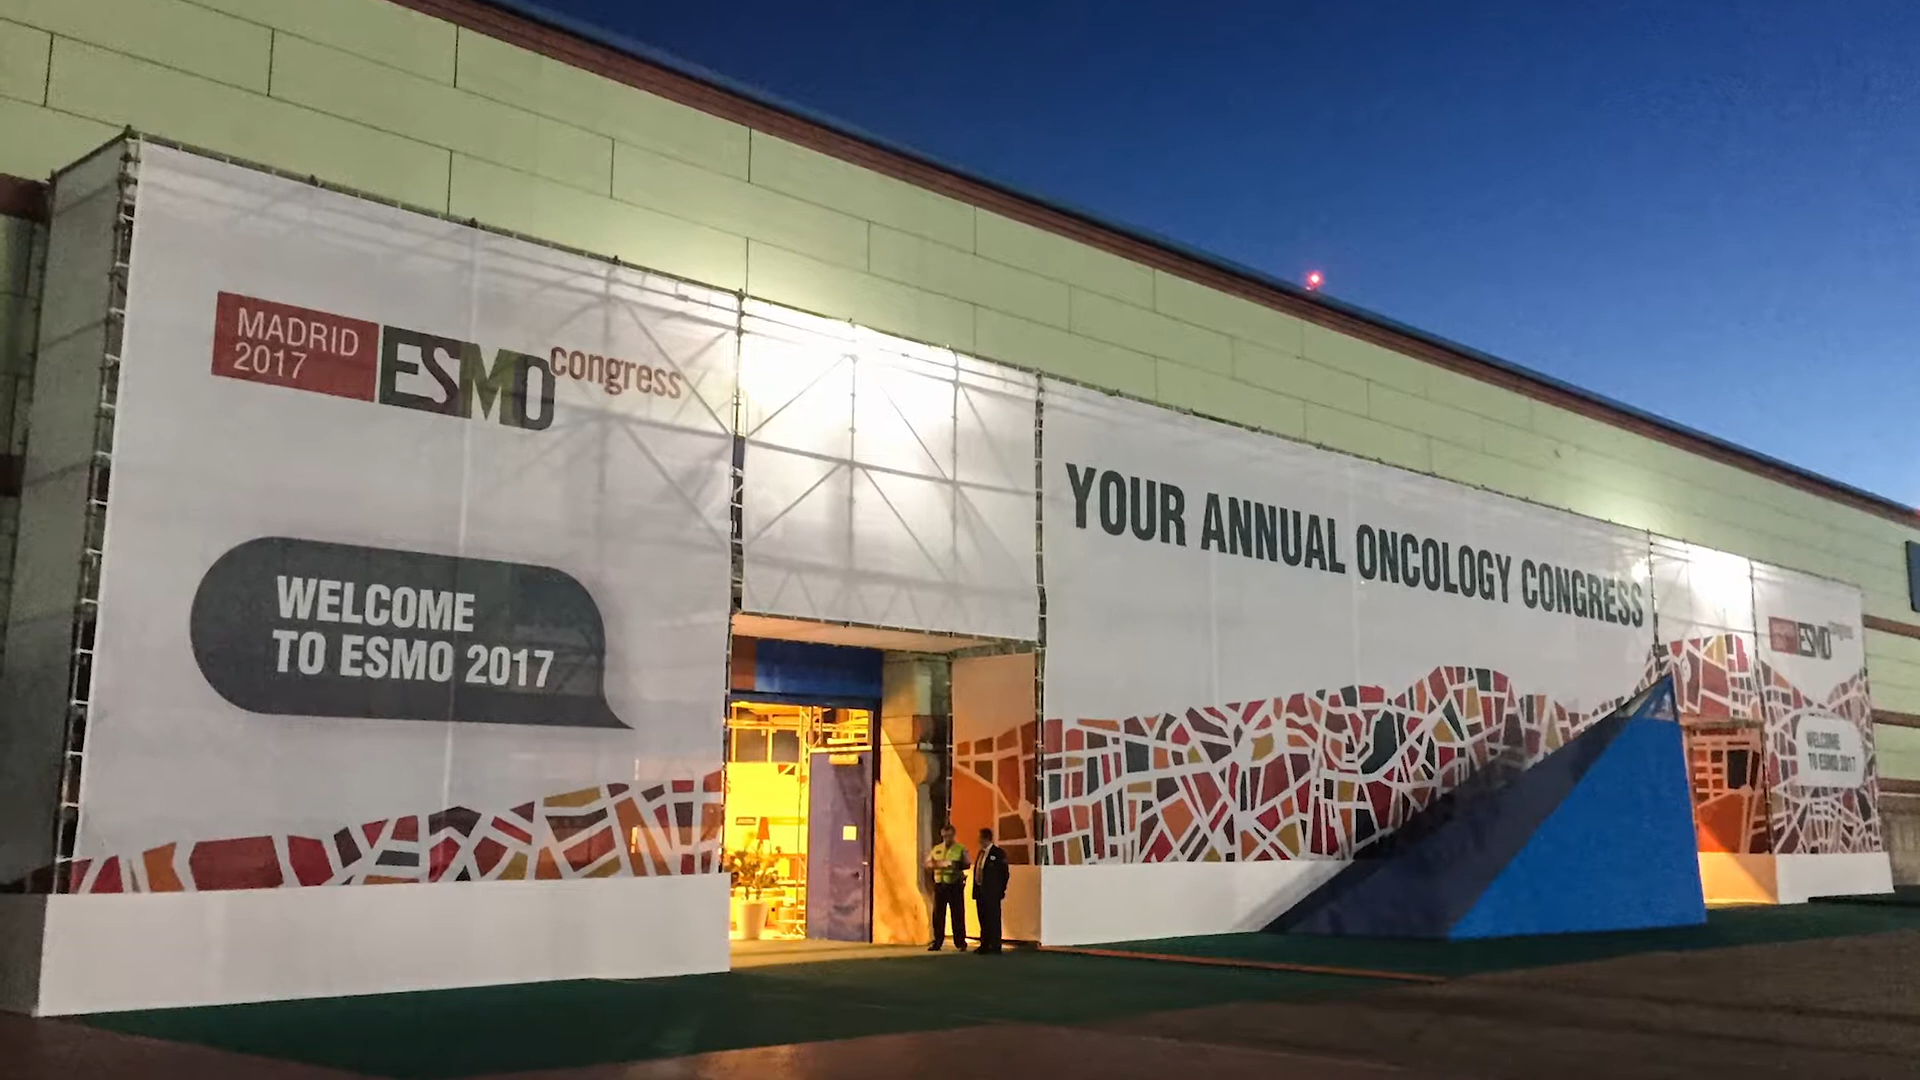 MADRID
2017
ESMO congress
WELCOME
TO ESMO 2017
YOUR ANNUAL ONCOLOGY CONGRESS
ESMO congress
WELCOME
TO ESMO 2017